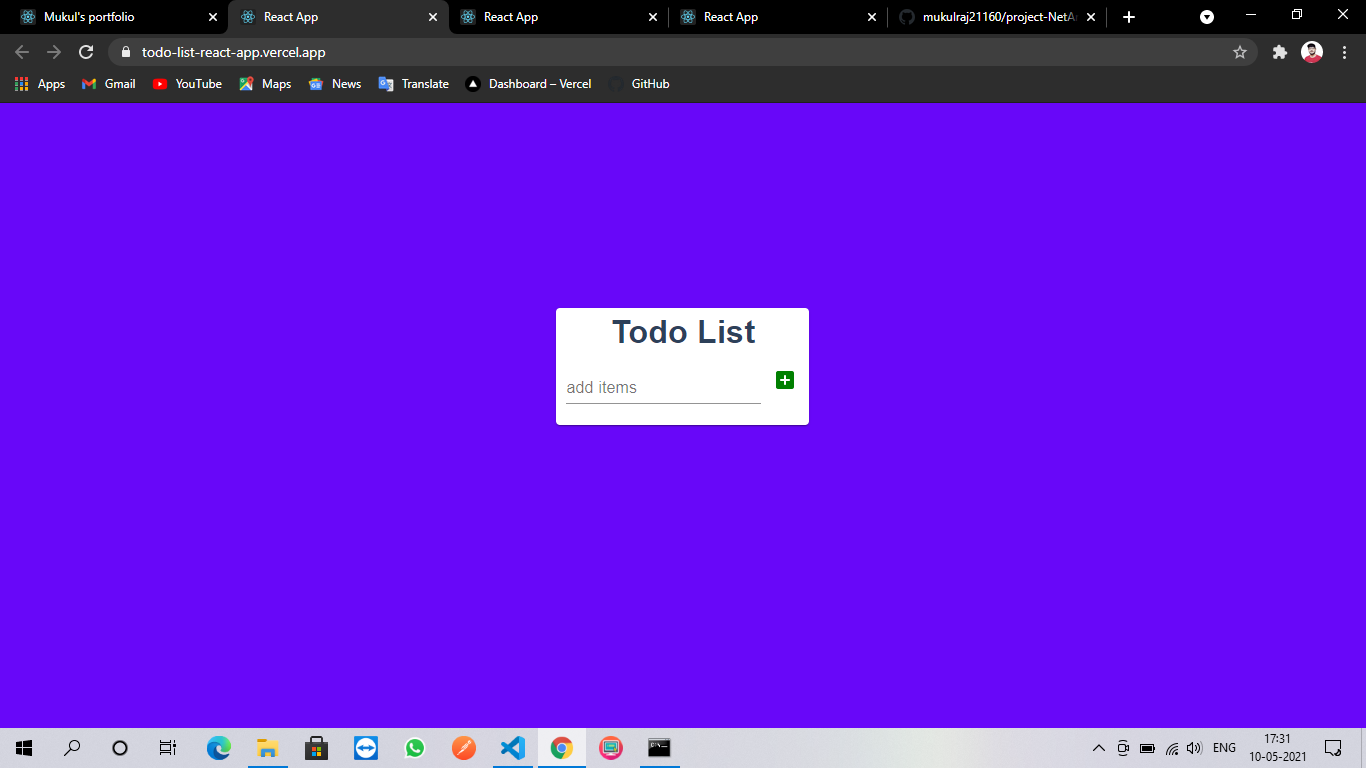 Mukul's portfolio
React App
React App
React App
mukulraj21160/project-NetA
todo-list-react-app.vercel.app
Apps
Gmail
YouTube
Maps
News
Translate
Dashboard – Vercel
GitHub
Todo List
add items
ENG
17:31
10-05-2021